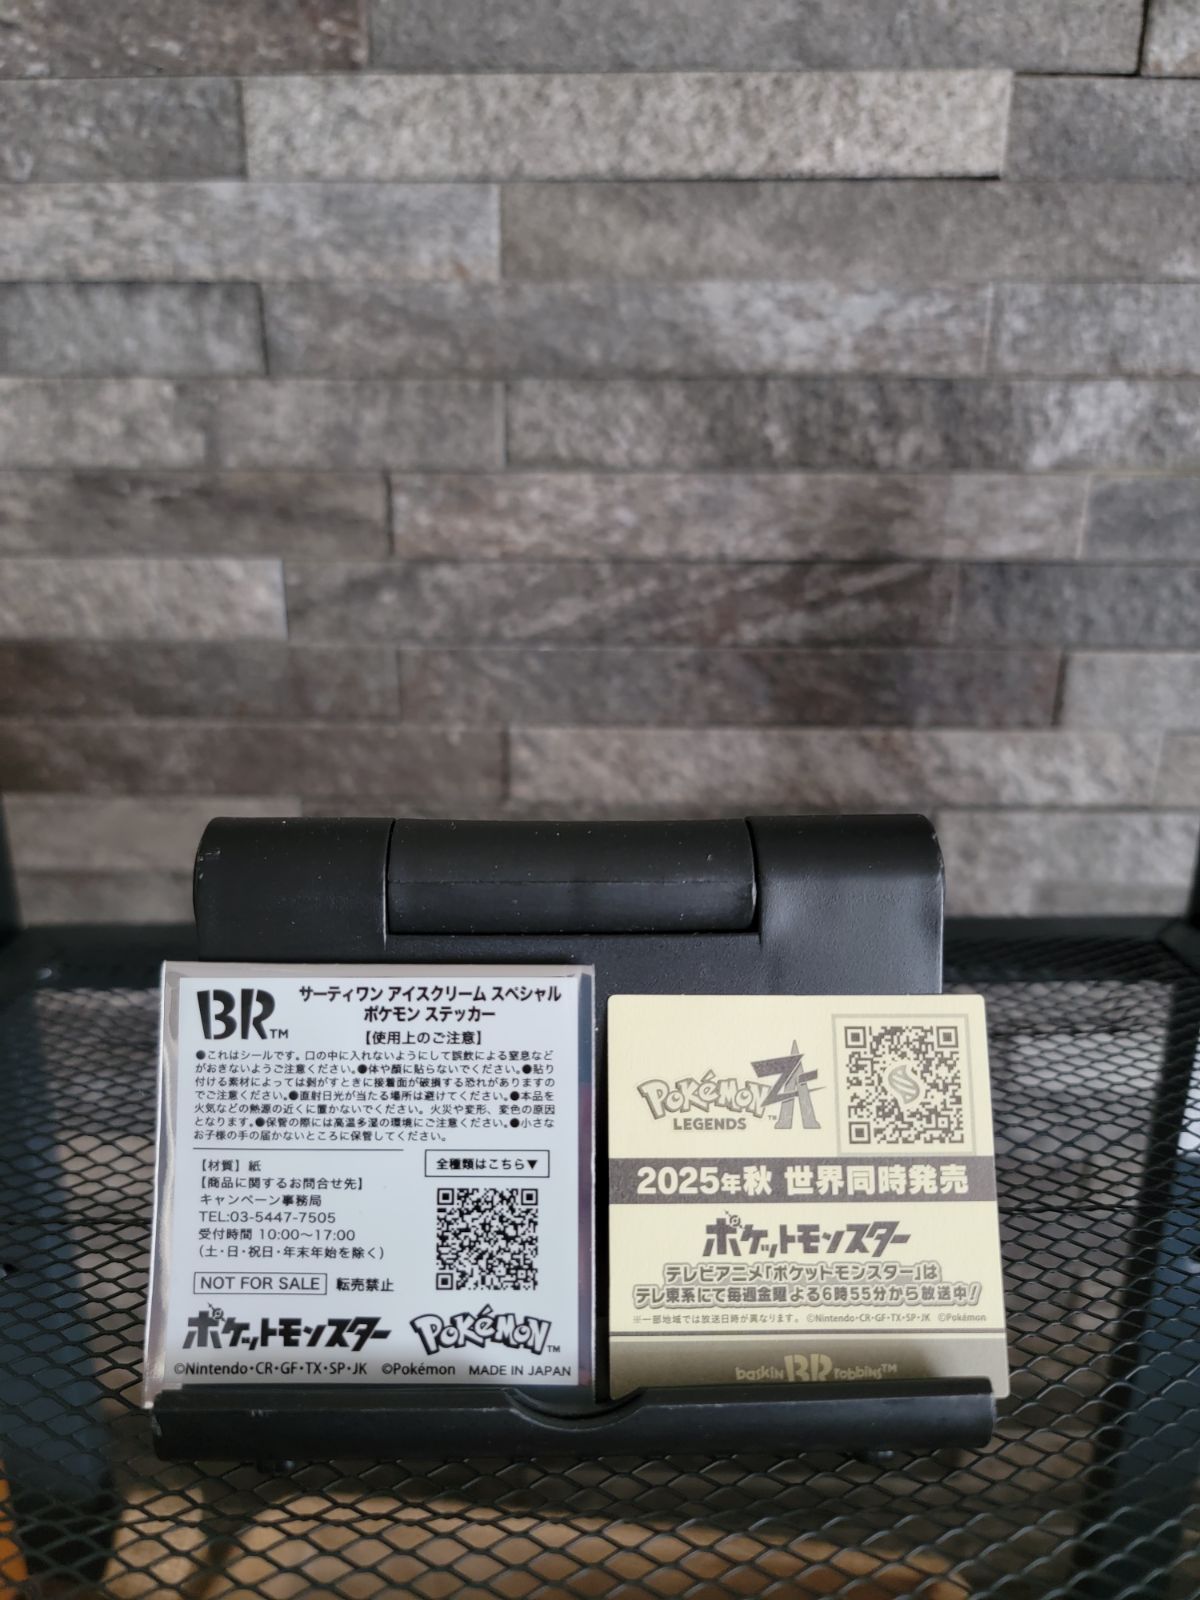 BR™
サーティワン アイスクリーム スペシャル
ポケモン ステッカー
【使用上のご注意】
●これはシールです。口の中に入れないようにして誤飲による窒息など
がおきないようご注意ください。●体や顔に貼らないでください。●貼り
付ける素材によっては剥がすときに接着面が破損する恐れがありますの
でご注意ください。●直射日光が当たる場所は避けてください。●本品を
火気などの熱源の近くに置かないでください。火災や変形、変色の原因
となります。●保管の際には高温多湿の環境にご注意ください。●小さな
お子様の手の届かないところに保管してください。
【材質】紙
【商品に関するお問合せ先】
キャンペーン事務局
TEL:03-5447-7505
受付時間 10:00〜17:00
(土・日・祝日・年末年始を除く)
NOT FOR SALE 転売禁止
全種類はこちら▼
ポケットモンスター POKéMON™
©Nintendo・CR・GF・TX・SP・JK ©Pokémon MADE IN JAPAN
POKéMON™
LEGENDS
ZA
2025年秋 世界同時発売
ポケットモンスター
テレビアニメ「ポケットモンスター」は
テレ東系にて毎週金曜よる6時55分から放送中!
※一部地域では放送日時が異なります。 ©Nintendo・CR・GF・TX・SP・JK ©Pokémon
baskin BR robbins™